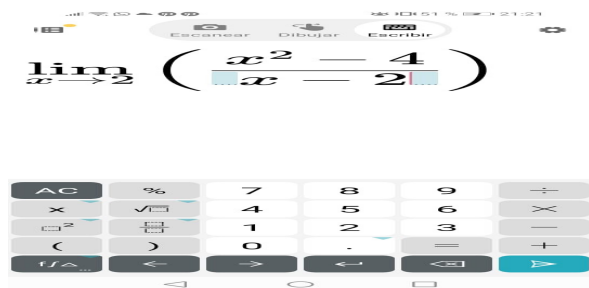 51 % 21:21
Escanear Dibujar Escribir
lim x→2 ( x² − 4 / x − 2 )
AC % 7 8 9 ÷
x √ 4 5 6 ×
□² 1 2 3 −
( ) 0 . = +
f∫△ ... ← → ↵ ⌫